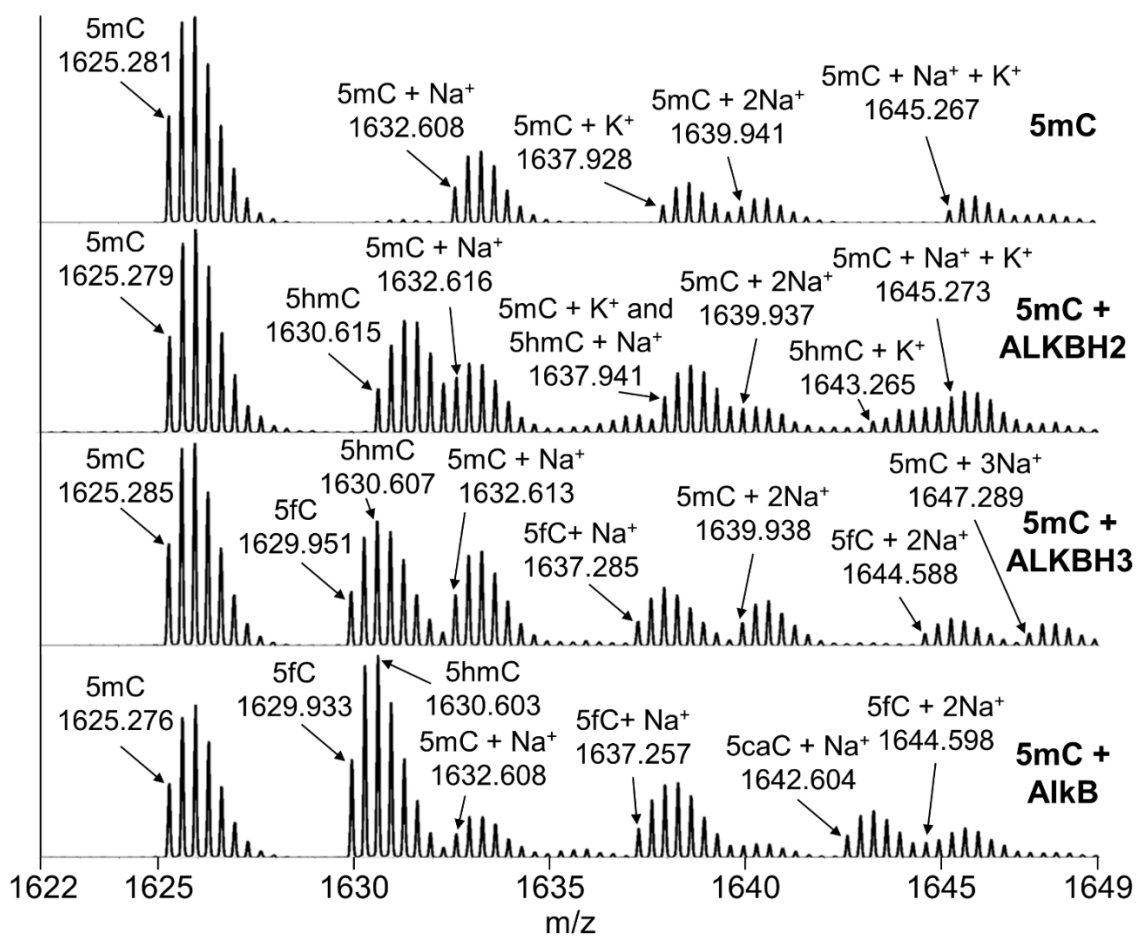 5mC
1625.281
5mC + Na⁺
1632.608
5mC + K⁺
1637.928
5mC + 2Na⁺
1639.941
5mC + Na⁺ + K⁺
1645.267
5mC
5mC
1625.279
5hmC
1630.615
5mC + Na⁺
1632.616
5mC + K⁺ and
5hmC + Na⁺
1637.941
5mC + 2Na⁺
1639.937
5hmC + K⁺
1643.265
5mC + Na⁺ + K⁺
1645.273
5mC +
ALKBH2
5mC
1625.285
5fC
1629.951
5hmC
1630.607
5mC + Na⁺
1632.613
5fC+ Na⁺
1637.285
5mC + 2Na⁺
1639.938
5fC + 2Na⁺
1644.588
5mC + 3Na⁺
1647.289
5mC +
ALKBH3
5mC
1625.276
5fC
1629.933
5hmC
1630.603
5mC + Na⁺
1632.608
5fC+ Na⁺
1637.257
5caC + Na⁺
1642.604
5fC + 2Na⁺
1644.598
5mC +
AlkB
1622 1625 1630 1635 1640 1645 1649
m/z